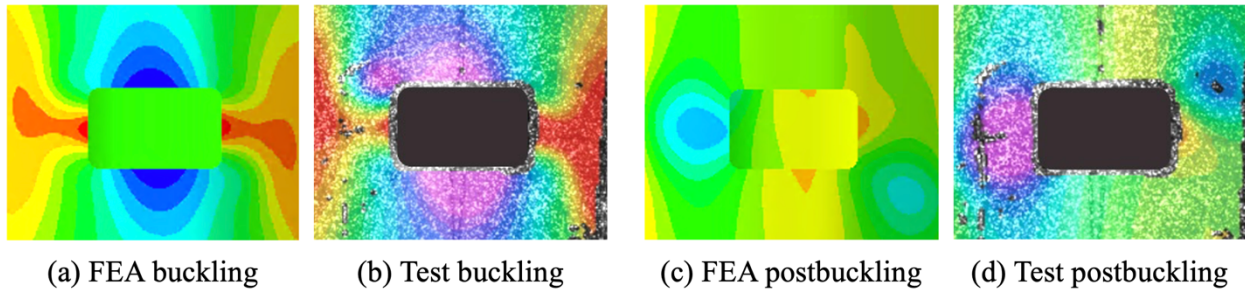 (a) FEA buckling
(b) Test buckling
(c) FEA postbuckling
(d) Test postbuckling